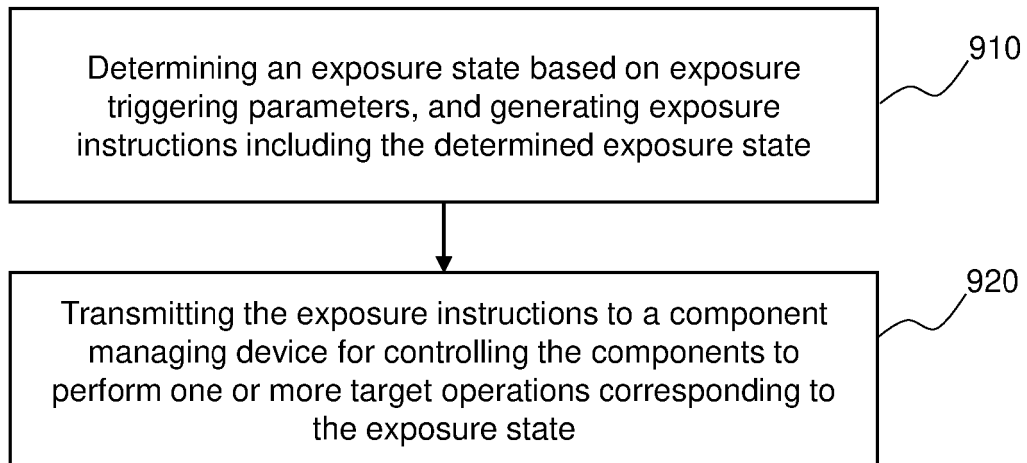 Determining an exposure state based on exposure
triggering parameters, and generating exposure
instructions including the determined exposure state
910
Transmitting the exposure instructions to a component
managing device for controlling the components to
perform one or more target operations corresponding to
the exposure state
920